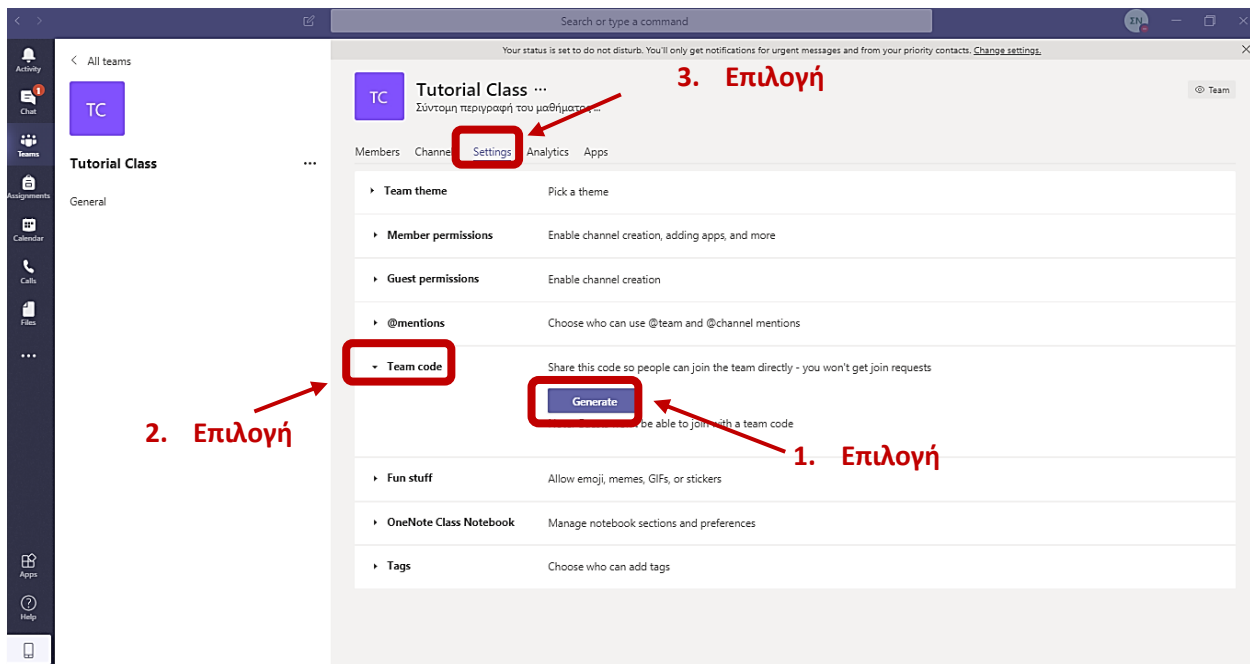 Search or type a command
ΣΝ
Your status is set to do not disturb. You'll only get notifications for urgent messages and from your priority contacts. Change settings.
Activity
1
Chat
Teams
Assignments
Calendar
Calls
Files
Apps
Help
All teams
TC
Tutorial Class
General
TC
Tutorial Class
Σύντομη περιγραφή του μαθήματος
Team
3. Επιλογή
Members Channe Settings Analytics Apps
Team theme Pick a theme
Member permissions Enable channel creation, adding apps, and more
Guest permissions Enable channel creation
@mentions Choose who can use @team and @channel mentions
Team code Share this code so people can join the team directly - you won't get join requests
Generate
be able to join with a team code
2. Επιλογή
1. Επιλογή
Fun stuff Allow emoji, memes, GIFs, or stickers
OneNote Class Notebook Manage notebook sections and preferences
Tags Choose who can add tags